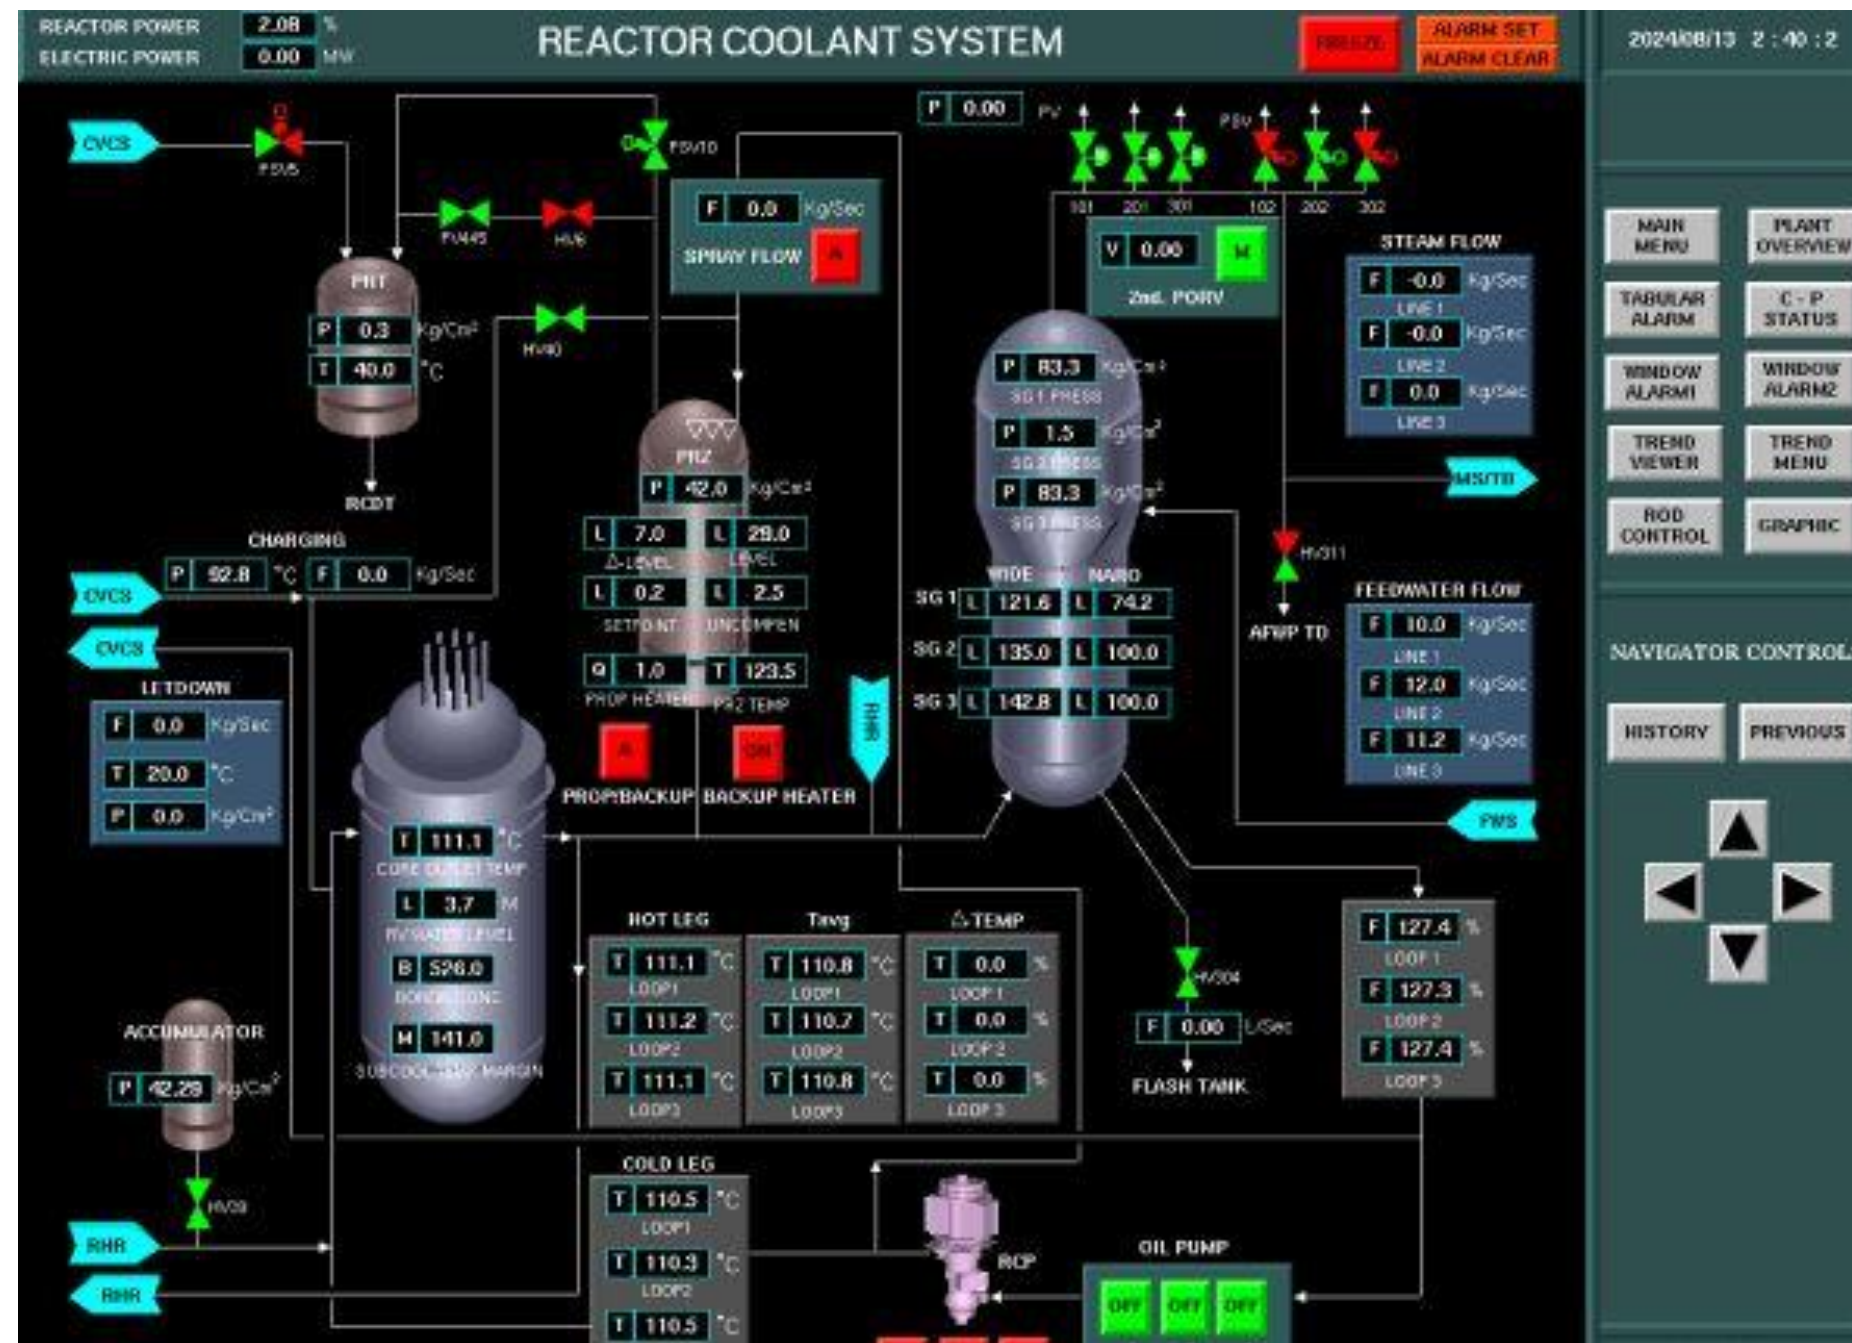 REACTOR POWER 2.08 %
ELECTRIC POWER 0.00 MW
REACTOR COOLANT SYSTEM
FREEZE
ALARM SET
ALARM CLEAR
2024/08/13 2 : 40 : 2
CVCS
PSV5
PSV10
P 0.00
PV
PSV
101 201 301 102 202 302
FV445
HV6
F 0.0 Kg/Sec
SPRAY FLOW A
V 0.00 M
2nd. PORV
STEAM FLOW
F -0.0 Kg/Sec
LINE 1
F -0.0 Kg/Sec
LINE 2
F 0.0 Kg/Sec
LINE 3
MAIN MENU
PLANT OVERVIEW
TABULAR ALARM
C - P STATUS
WINDOW ALARM1
WINDOW ALARM2
TREND VIEWER
TREND MENU
ROD CONTROL
GRAPHIC
PRT
P 0.3 Kg/Cm²
T 40.0 °C
RCDT
HV40
P 83.3 Kg/Cm²
SG 1 PRESS
P 1.5 Kg/Cm²
SG 2 PRESS
P 83.3 Kg/Cm²
SG 3 PRESS
MS/TB
HV311
AFWP TD
PRZ
P 42.0 Kg/Cm²
L 7.0 L 29.0
△-LEVEL LEVEL
L 0.2 L 2.5
SETPOINT UNCOMPEN
Q 1.0 T 123.5
PROP HEATER PRZ TEMP
A ON
PROP/BACKUP BACKUP HEATER
CHARGING
P 92.8 °C F 0.0 Kg/Sec
CVCS
CVCS
LETDOWN
F 0.0 Kg/Sec
T 20.0 °C
P 0.0 Kg/Cm²
RHR
WIDE NARO
SG 1 L 121.6 L 74.2
SG 2 L 135.0 L 100.0
SG 3 L 142.8 L 100.0
FEEDWATER FLOW
F 10.0 Kg/Sec
LINE 1
F 12.0 Kg/Sec
LINE 2
F 11.2 Kg/Sec
LINE 3
FWS
NAVIGATOR CONTROL
HISTORY
PREVIOUS
T 111.1 °C
CORE OUTLET TEMP
L 3.7 M
RV WATER LEVEL
B 526.0
BORON CONC
M 141.0
SUBCOOL TEMP MARGIN
HOT LEG
T 111.1 °C
LOOP1
T 111.2 °C
LOOP2
T 111.1 °C
LOOP3
Tavg
T 110.8 °C
LOOP1
T 110.7 °C
LOOP2
T 110.8 °C
LOOP3
△ TEMP
T 0.0 %
LOOP 1
T 0.0 %
LOOP 2
T 0.0 %
LOOP 3
HV304
F 0.00 L/Sec
FLASH TANK
F 127.4 %
LOOP 1
F 127.3 %
LOOP 2
F 127.4 %
LOOP 3
ACCUMULATOR
P 42.29 Kg/Cm²
RHR
RHR
COLD LEG
T 110.5 °C
LOOP1
T 110.3 °C
LOOP2
T 110.5 °C
RCP
OIL PUMP
OFF OFF OFF